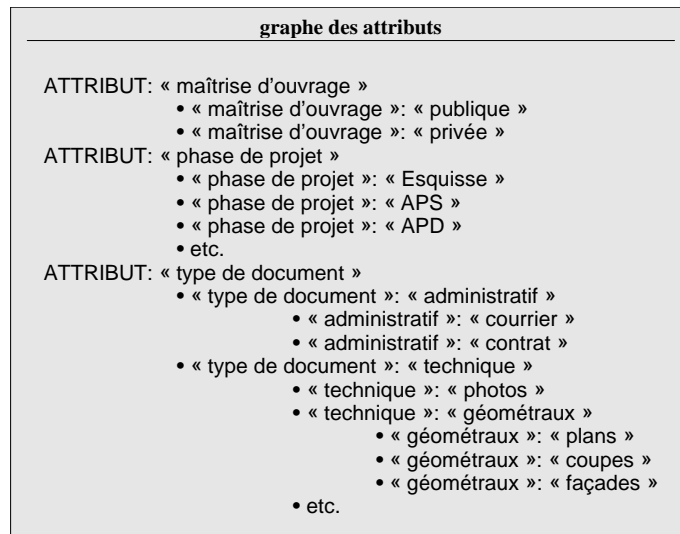 graphe des attributs
ATTRIBUT: « maîtrise d'ouvrage »
• « maîtrise d'ouvrage »: « publique »
• « maîtrise d'ouvrage »: « privée »
ATTRIBUT: « phase de projet »
• « phase de projet »: « Esquisse »
• « phase de projet »: « APS »
• « phase de projet »: « APD »
• etc.
ATTRIBUT: « type de document »
• « type de document »: « administratif »
• « administratif »: « courrier »
• « administratif »: « contrat »
• « type de document »: « technique »
• « technique »: « photos »
• « technique »: « géométraux »
• « géométraux »: « plans »
• « géométraux »: « coupes »
• « géométraux »: « façades »
• etc.